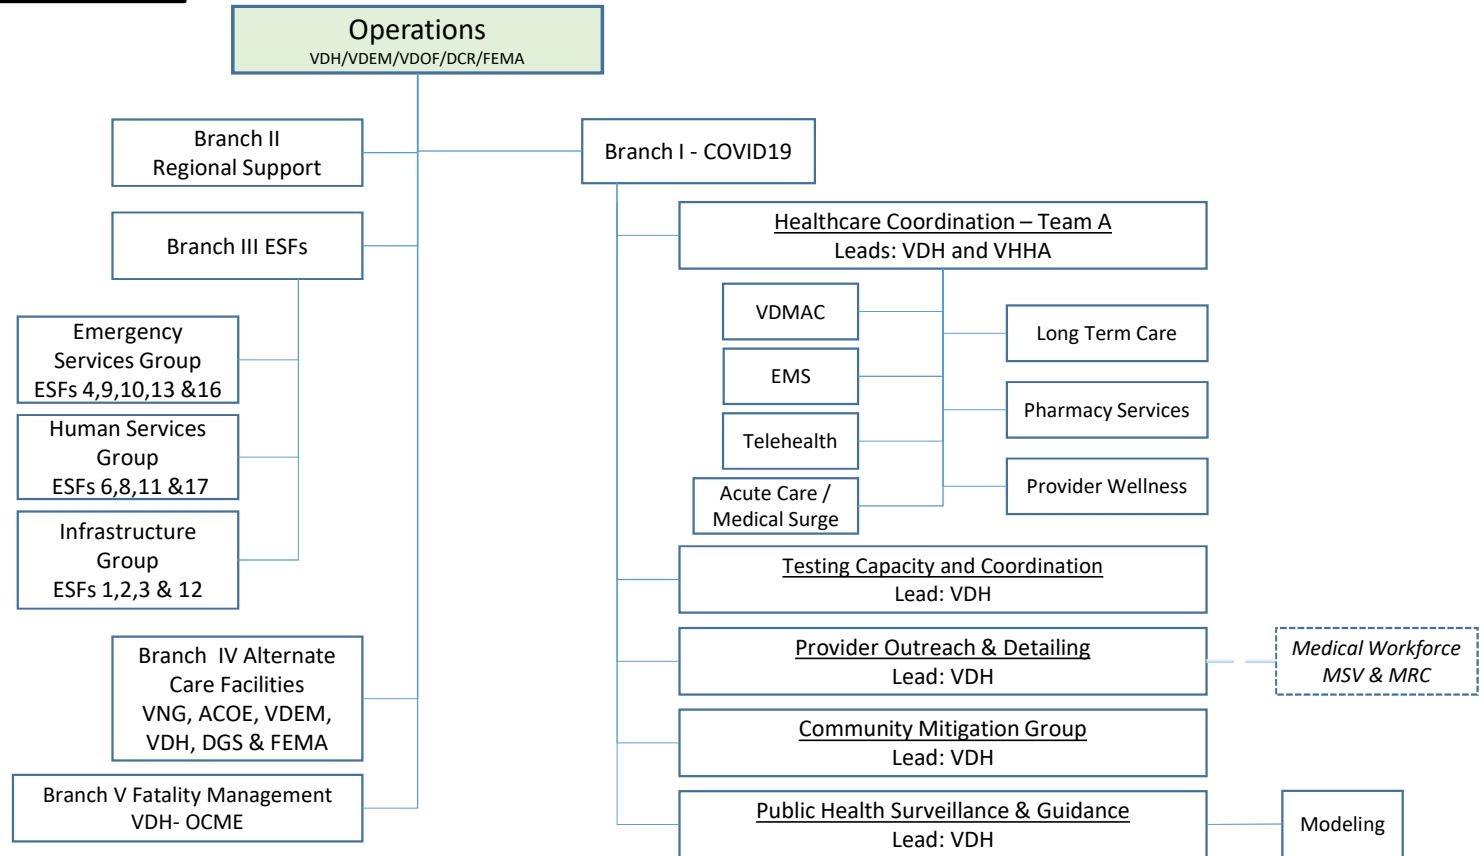 Operations
VDH/VDEM/VDOF/DCR/FEMA
Branch II
Regional Support
Branch III ESFs
Emergency
Services Group
ESFs 4,9,10,13 &16
Human Services
Group
ESFs 6,8,11 &17
Infrastructure
Group
ESFs 1,2,3 & 12
Branch IV Alternate
Care Facilities
VNG, ACOE, VDEM,
VDH, DGS & FEMA
Branch V Fatality Management
VDH- OCME
Branch I - COVID19
Healthcare Coordination – Team A
Leads: VDH and VHHA
VDMAC
EMS
Telehealth
Acute Care /
Medical Surge
Long Term Care
Pharmacy Services
Provider Wellness
Testing Capacity and Coordination
Lead: VDH
Provider Outreach & Detailing
Lead: VDH
Medical Workforce
MSV & MRC
Community Mitigation Group
Lead: VDH
Public Health Surveillance & Guidance
Lead: VDH
Modeling